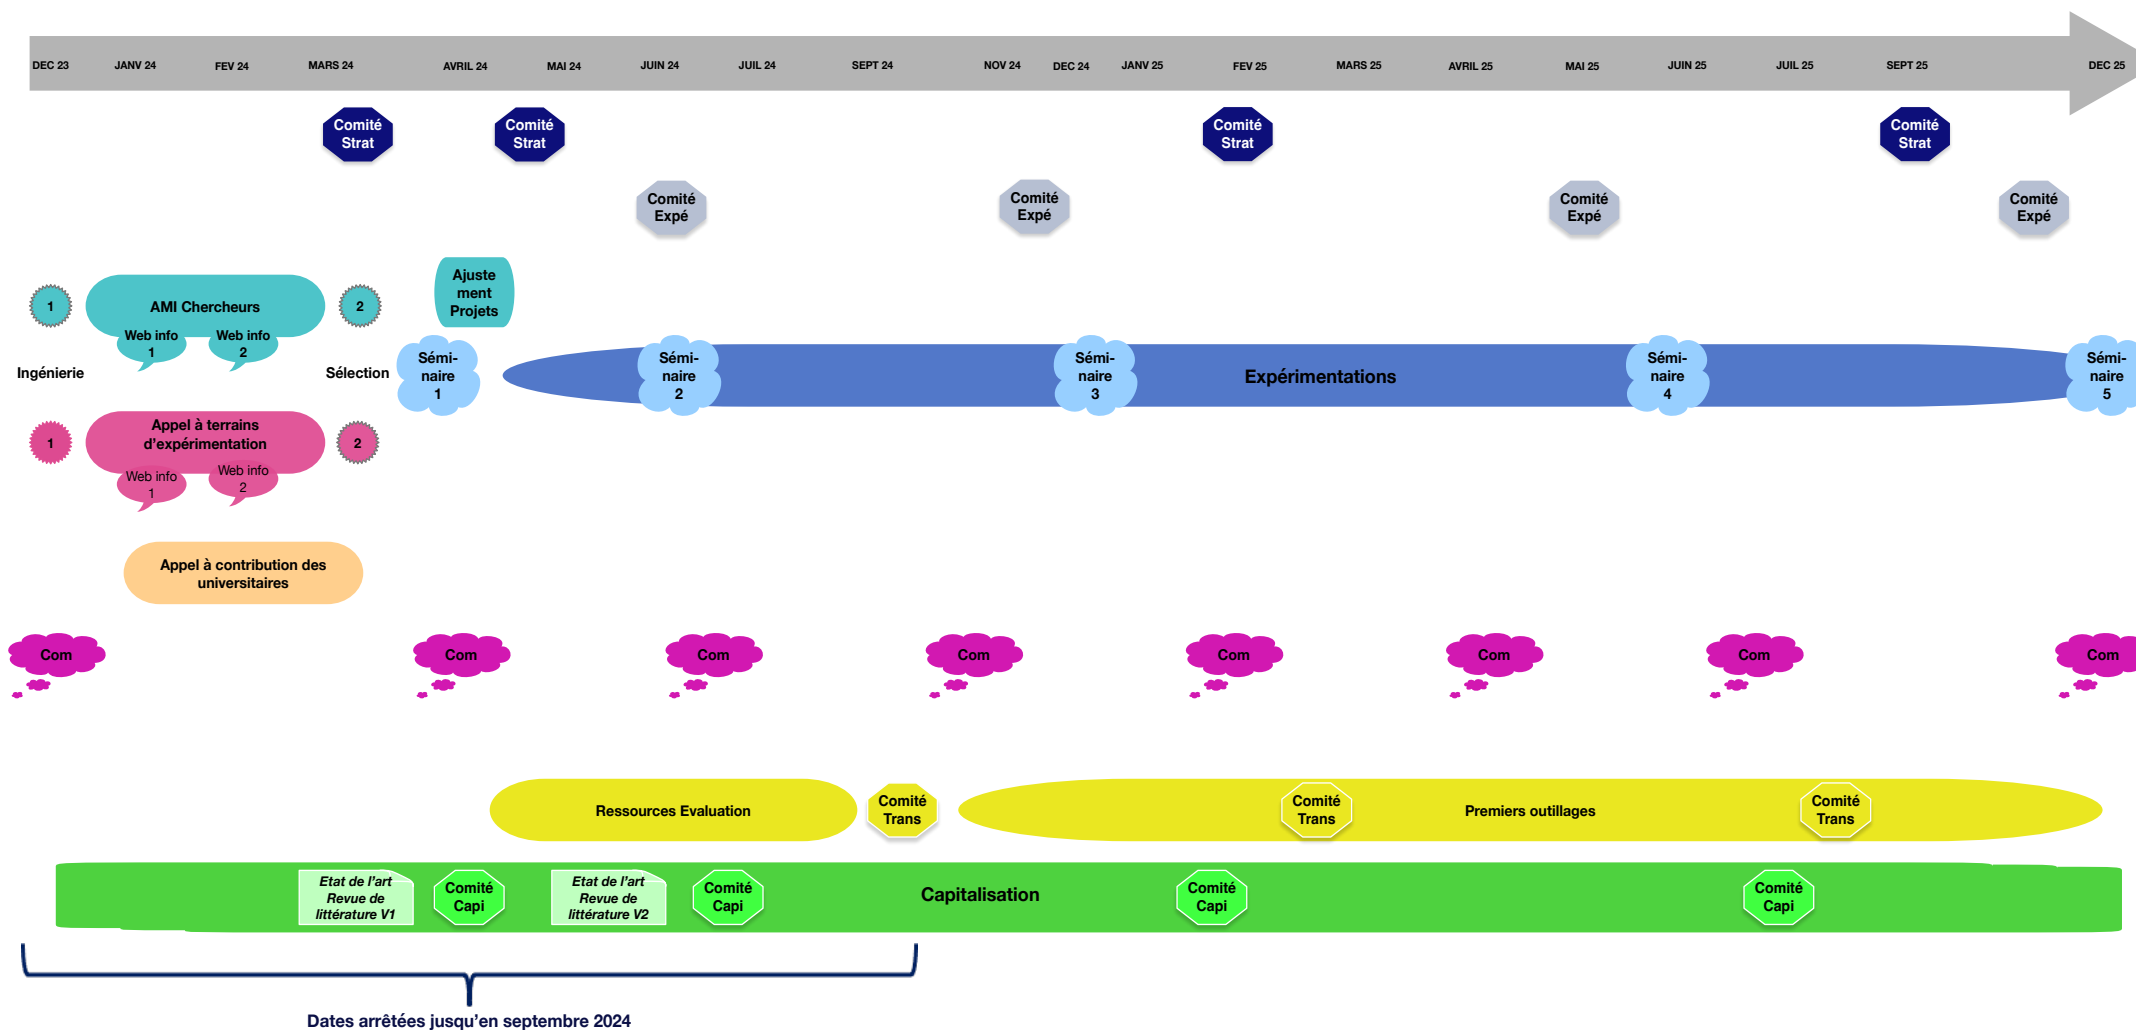 DEC 23
JANV 24
FEV 24
MARS 24
AVRIL 24
MAI 24
JUIN 24
JUIL 24
SEPT 24
NOV 24
DEC 24
JANV 25
FEV 25
MARS 25
AVRIL 25
MAI 25
JUIN 25
JUIL 25
SEPT 25
DEC 25
Comité
Strat
Comité
Strat
Comité
Strat
Comité
Strat
Comité
Expé
Comité
Expé
Comité
Expé
Comité
Expé
Ajuste
ment
Projets
1
AMI Chercheurs
2
Web info
1
Web info
2
Ingénierie
Sélection
Sémi-
naire
1
Sémi-
naire
2
Sémi-
naire
3
Expérimentations
Sémi-
naire
4
Sémi-
naire
5
1
Appel à terrains
d'expérimentation
2
Web info
1
Web info
2
Appel à contribution des
universitaires
Com
Com
Com
Com
Com
Com
Com
Com
Ressources Evaluation
Comité
Trans
Comité
Trans
Premiers outillages
Comité
Trans
Etat de l'art
Revue de
littérature V1
Comité
Capi
Etat de l'art
Revue de
littérature V2
Comité
Capi
Capitalisation
Comité
Capi
Comité
Capi
Dates arrêtées jusqu'en septembre 2024